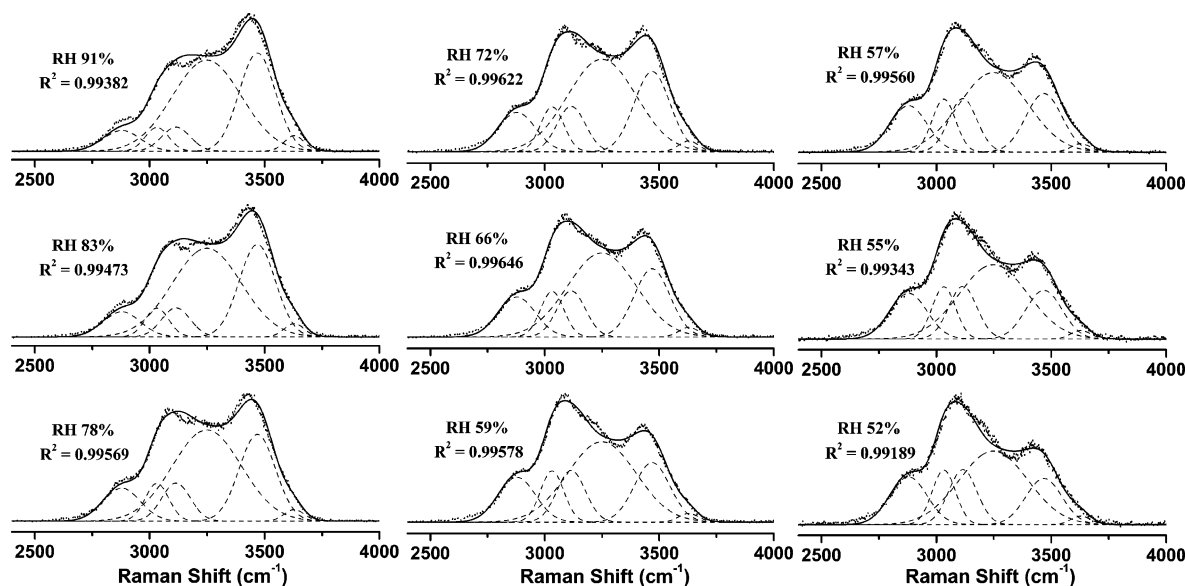 RH 91%
R² = 0.99382
2500 3000 3500 4000
RH 72%
R² = 0.99622
2500 3000 3500 4000
RH 57%
R² = 0.99560
2500 3000 3500 4000
RH 83%
R² = 0.99473
2500 3000 3500 4000
RH 66%
R² = 0.99646
2500 3000 3500 4000
RH 55%
R² = 0.99343
2500 3000 3500 4000
RH 78%
R² = 0.99569
2500 3000 3500 4000
Raman Shift (cm⁻¹)
RH 59%
R² = 0.99578
2500 3000 3500 4000
Raman Shift (cm⁻¹)
RH 52%
R² = 0.99189
2500 3000 3500 4000
Raman Shift (cm⁻¹)